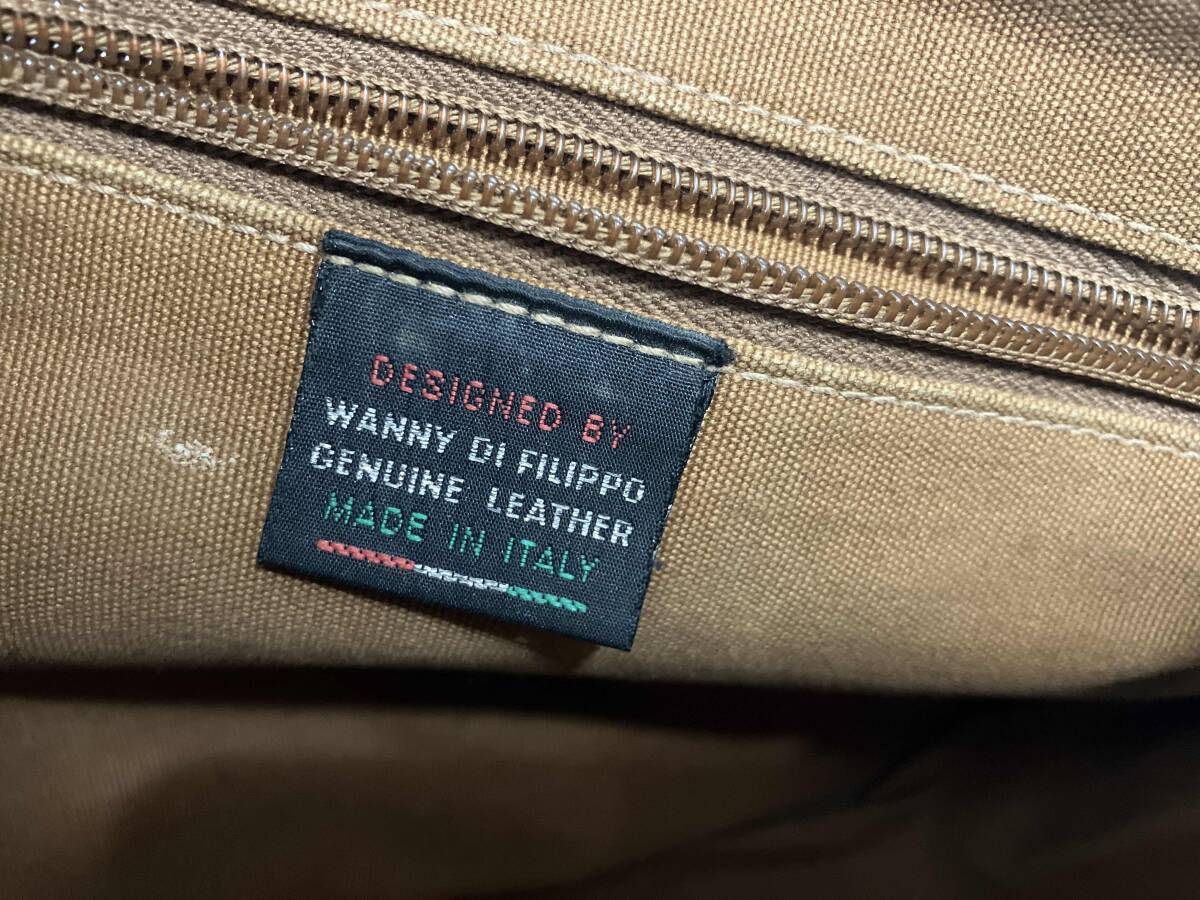 DESIGNED BY
WANNY DI FILIPPO
GENUINE LEATHER
MADE IN ITALY